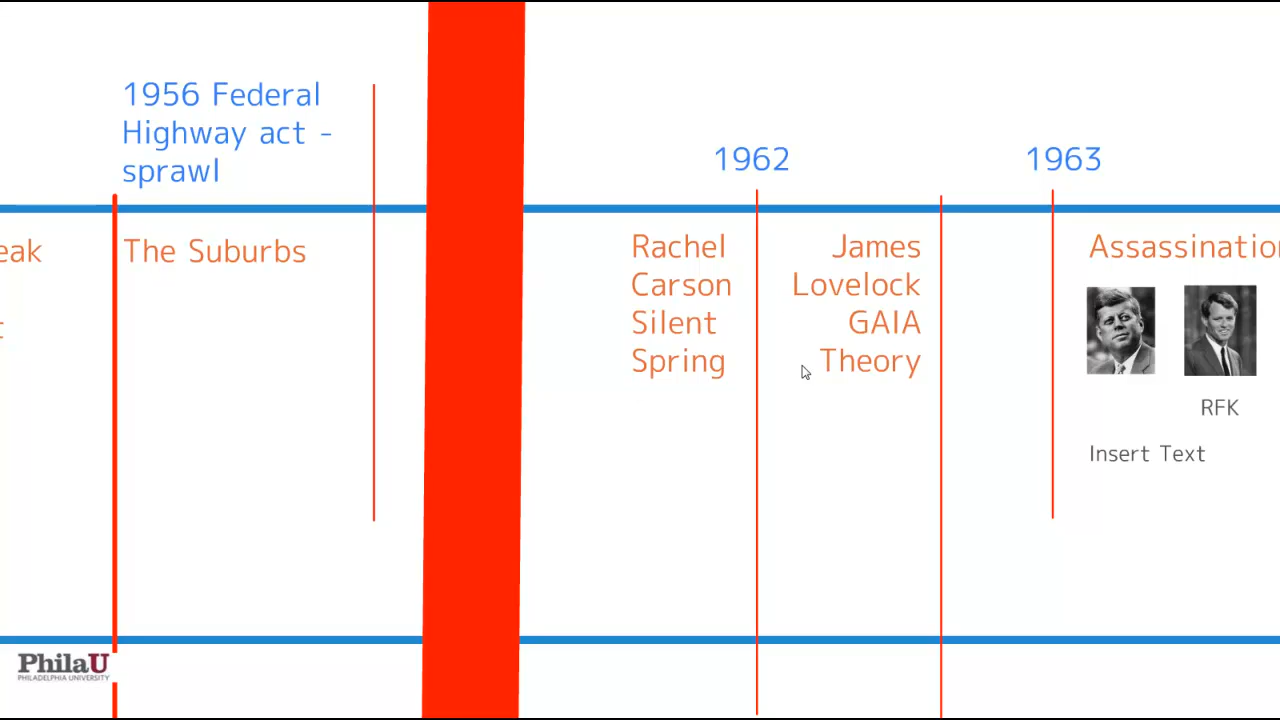 1956 Federal
Highway act -
sprawl
1962
1963
eak
The Suburbs
Rachel
Carson
Silent
Spring
James
Lovelock
GAIA
Theory
Assassination
RFK
Insert Text
PhilaU
PHILADELPHIA UNIVERSITY